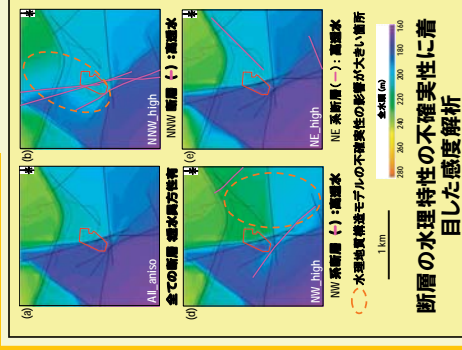 (a)
All_aniso
全ての断層:透水異方性有
(b)
NNW_high
NNW 断層(－):高透水
(d)
NW_high
NW 系断層(－):高透水
(e)
NE_high
NE 系新層(－):高透水
水理地質構造モデルの不確実性の影響が大きい箇所
1 km
全水頭 (m)
280 260 240 220 200 180 160
断層の水理特性の不確実性に着
目した感度解析